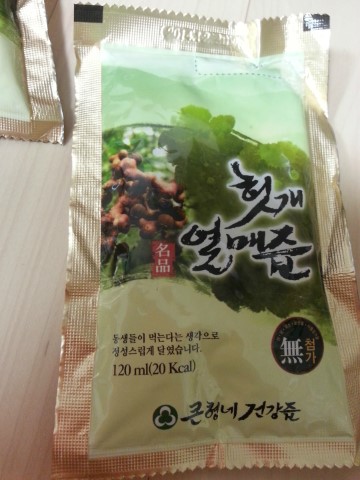 헛개
열매즙
名品
동생들이 먹는다는 생각으로
정성스럽게 달였습니다.
120 ml(20 Kcal)
無
첨가
큰형네 건강즙